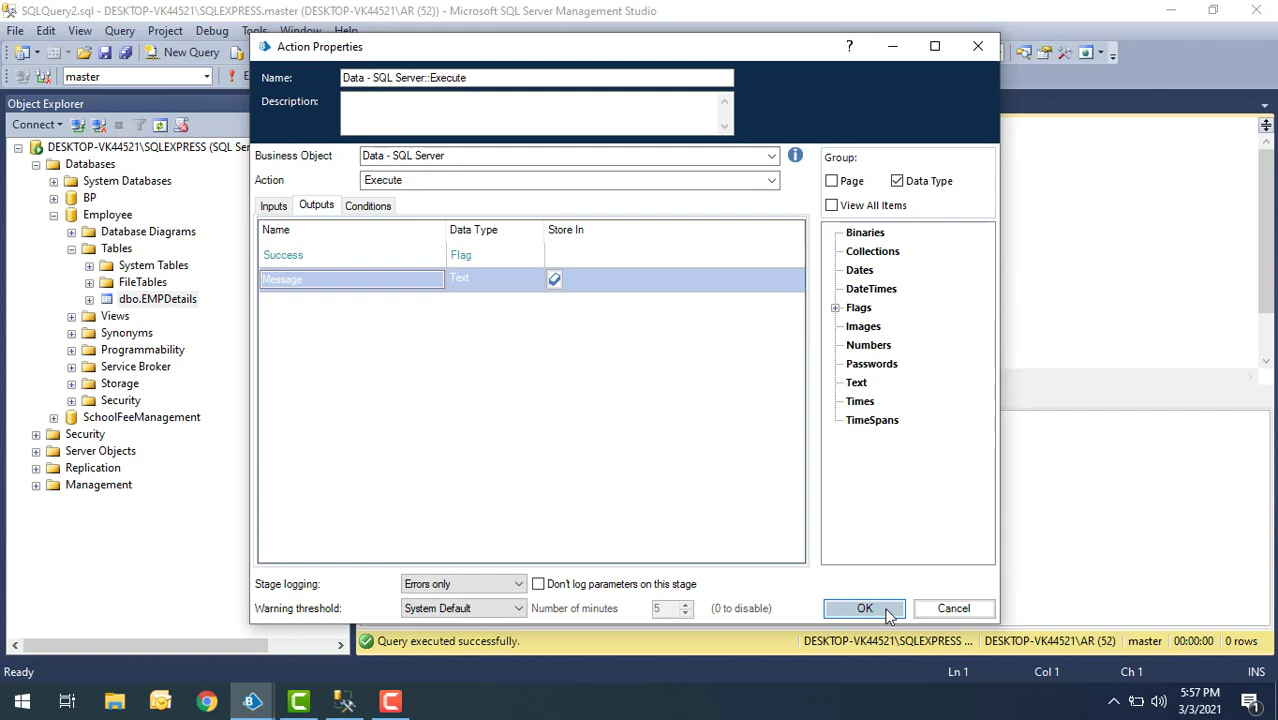 SQLQuery2.sql - DESKTOP-VK44521\SQLEXPRESS.master (DESKTOP-VK44521\AR (52)) - Microsoft SQL Server Management Studio
File Edit View Query Project Debug Tools Window Help
New Query
master
Object Explorer
Connect
DESKTOP-VK44521\SQLEXPRESS (SQL Ser
Databases
System Databases
BP
Employee
Database Diagrams
Tables
System Tables
FileTables
dbo.EMPDetails
Views
Synonyms
Programmability
Service Broker
Storage
Security
SchoolFeeManagement
Security
Server Objects
Replication
Management
Action Properties
Name: Data - SQL Server::Execute
Description:
Business Object Data - SQL Server
Action Execute
Inputs Outputs Conditions
Name Data Type Store In
Success Flag
Message Text
Group:
Page Data Type
View All Items
Binaries
Collections
Dates
DateTimes
Flags
Images
Numbers
Passwords
Text
Times
TimeSpans
Stage logging: Errors only Don't log parameters on this stage
Warning threshold: System Default Number of minutes 5 (0 to disable)
OK Cancel
Query executed successfully. DESKTOP-VK44521\SQLEXPRESS ... DESKTOP-VK44521\AR (52) master 00:00:00 0 rows
Ready Ln 1 Col 1 Ch 1 INS
5:57 PM
3/3/2021
1